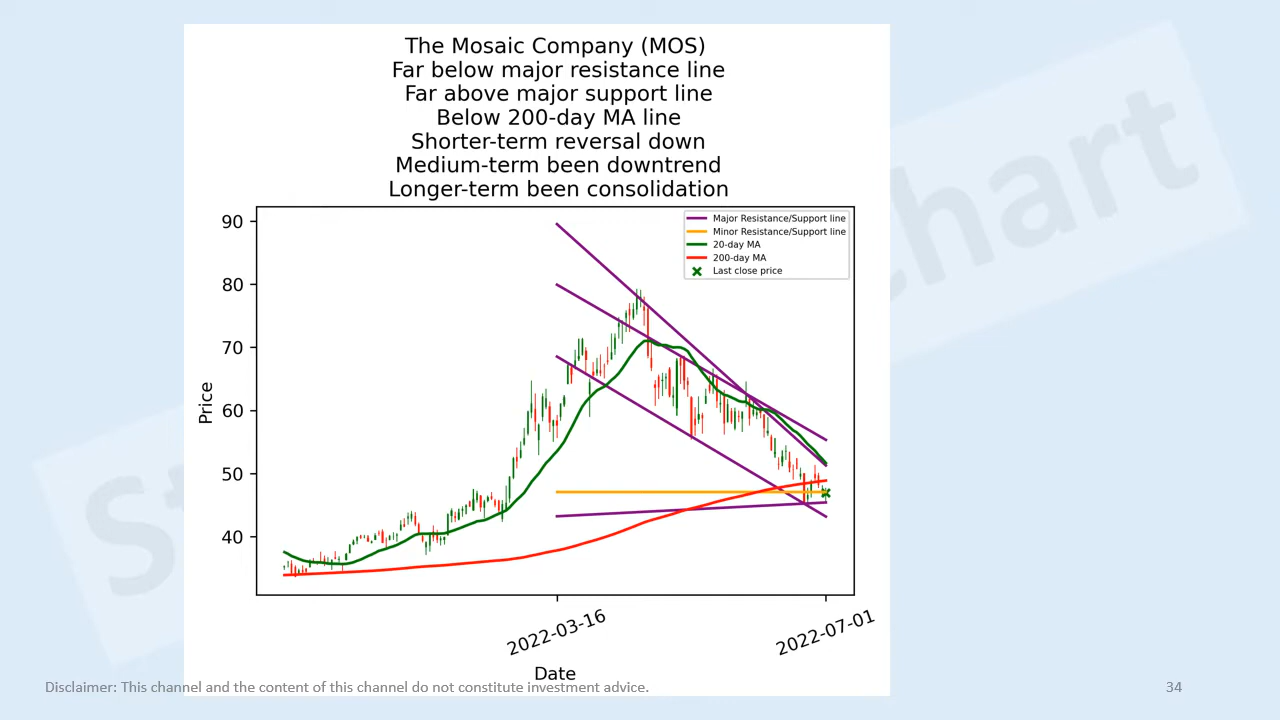 The Mosaic Company (MOS)
Far below major resistance line
Far above major support line
Below 200-day MA line
Shorter-term reversal down
Medium-term been downtrend
Longer-term been consolidation
Major Resistance/Support line
Minor Resistance/Support line
20-day MA
200-day MA
Last close price
90
80
70
60
50
40
Price
2022-03-16
2022-07-01
Date
Disclaimer: This channel and the content of this channel do not constitute investment advice.
34